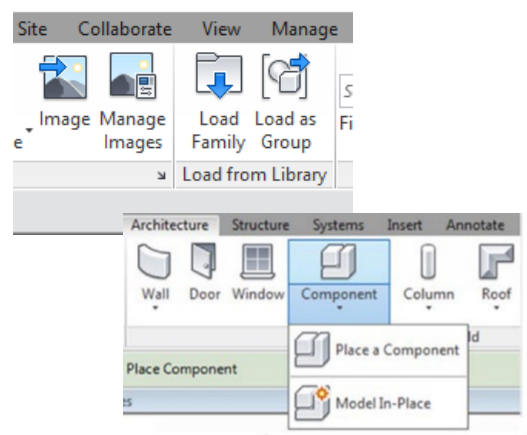 Site Collaborate View Manage
Image Manage Images Load Family Load as Group
Load from Library
Architecture Structure Systems Insert Annotate
Wall Door Window Component Column Roof
Place a Component
Place Component
Model In-Place